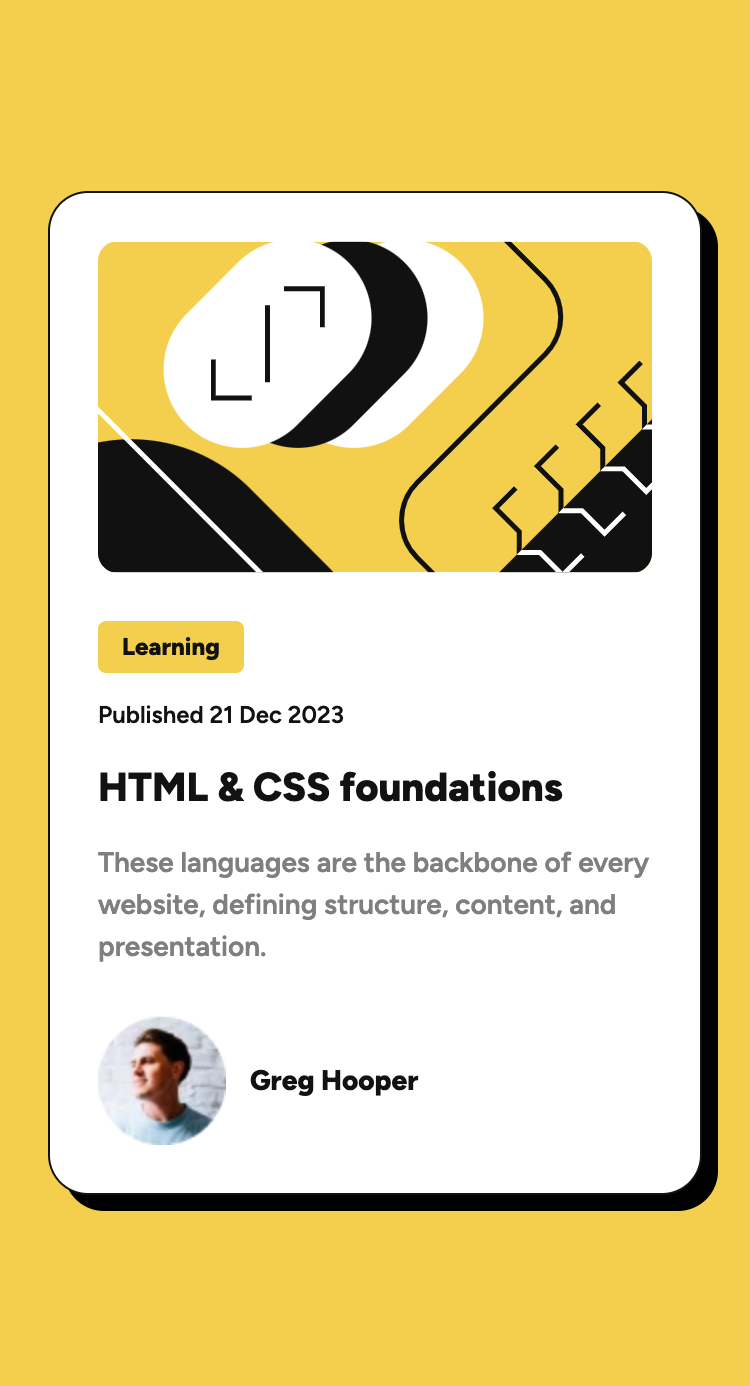 Learning
Published 21 Dec 2023
HTML & CSS foundations
These languages are the backbone of every
website, defining structure, content, and
presentation.
Greg Hooper